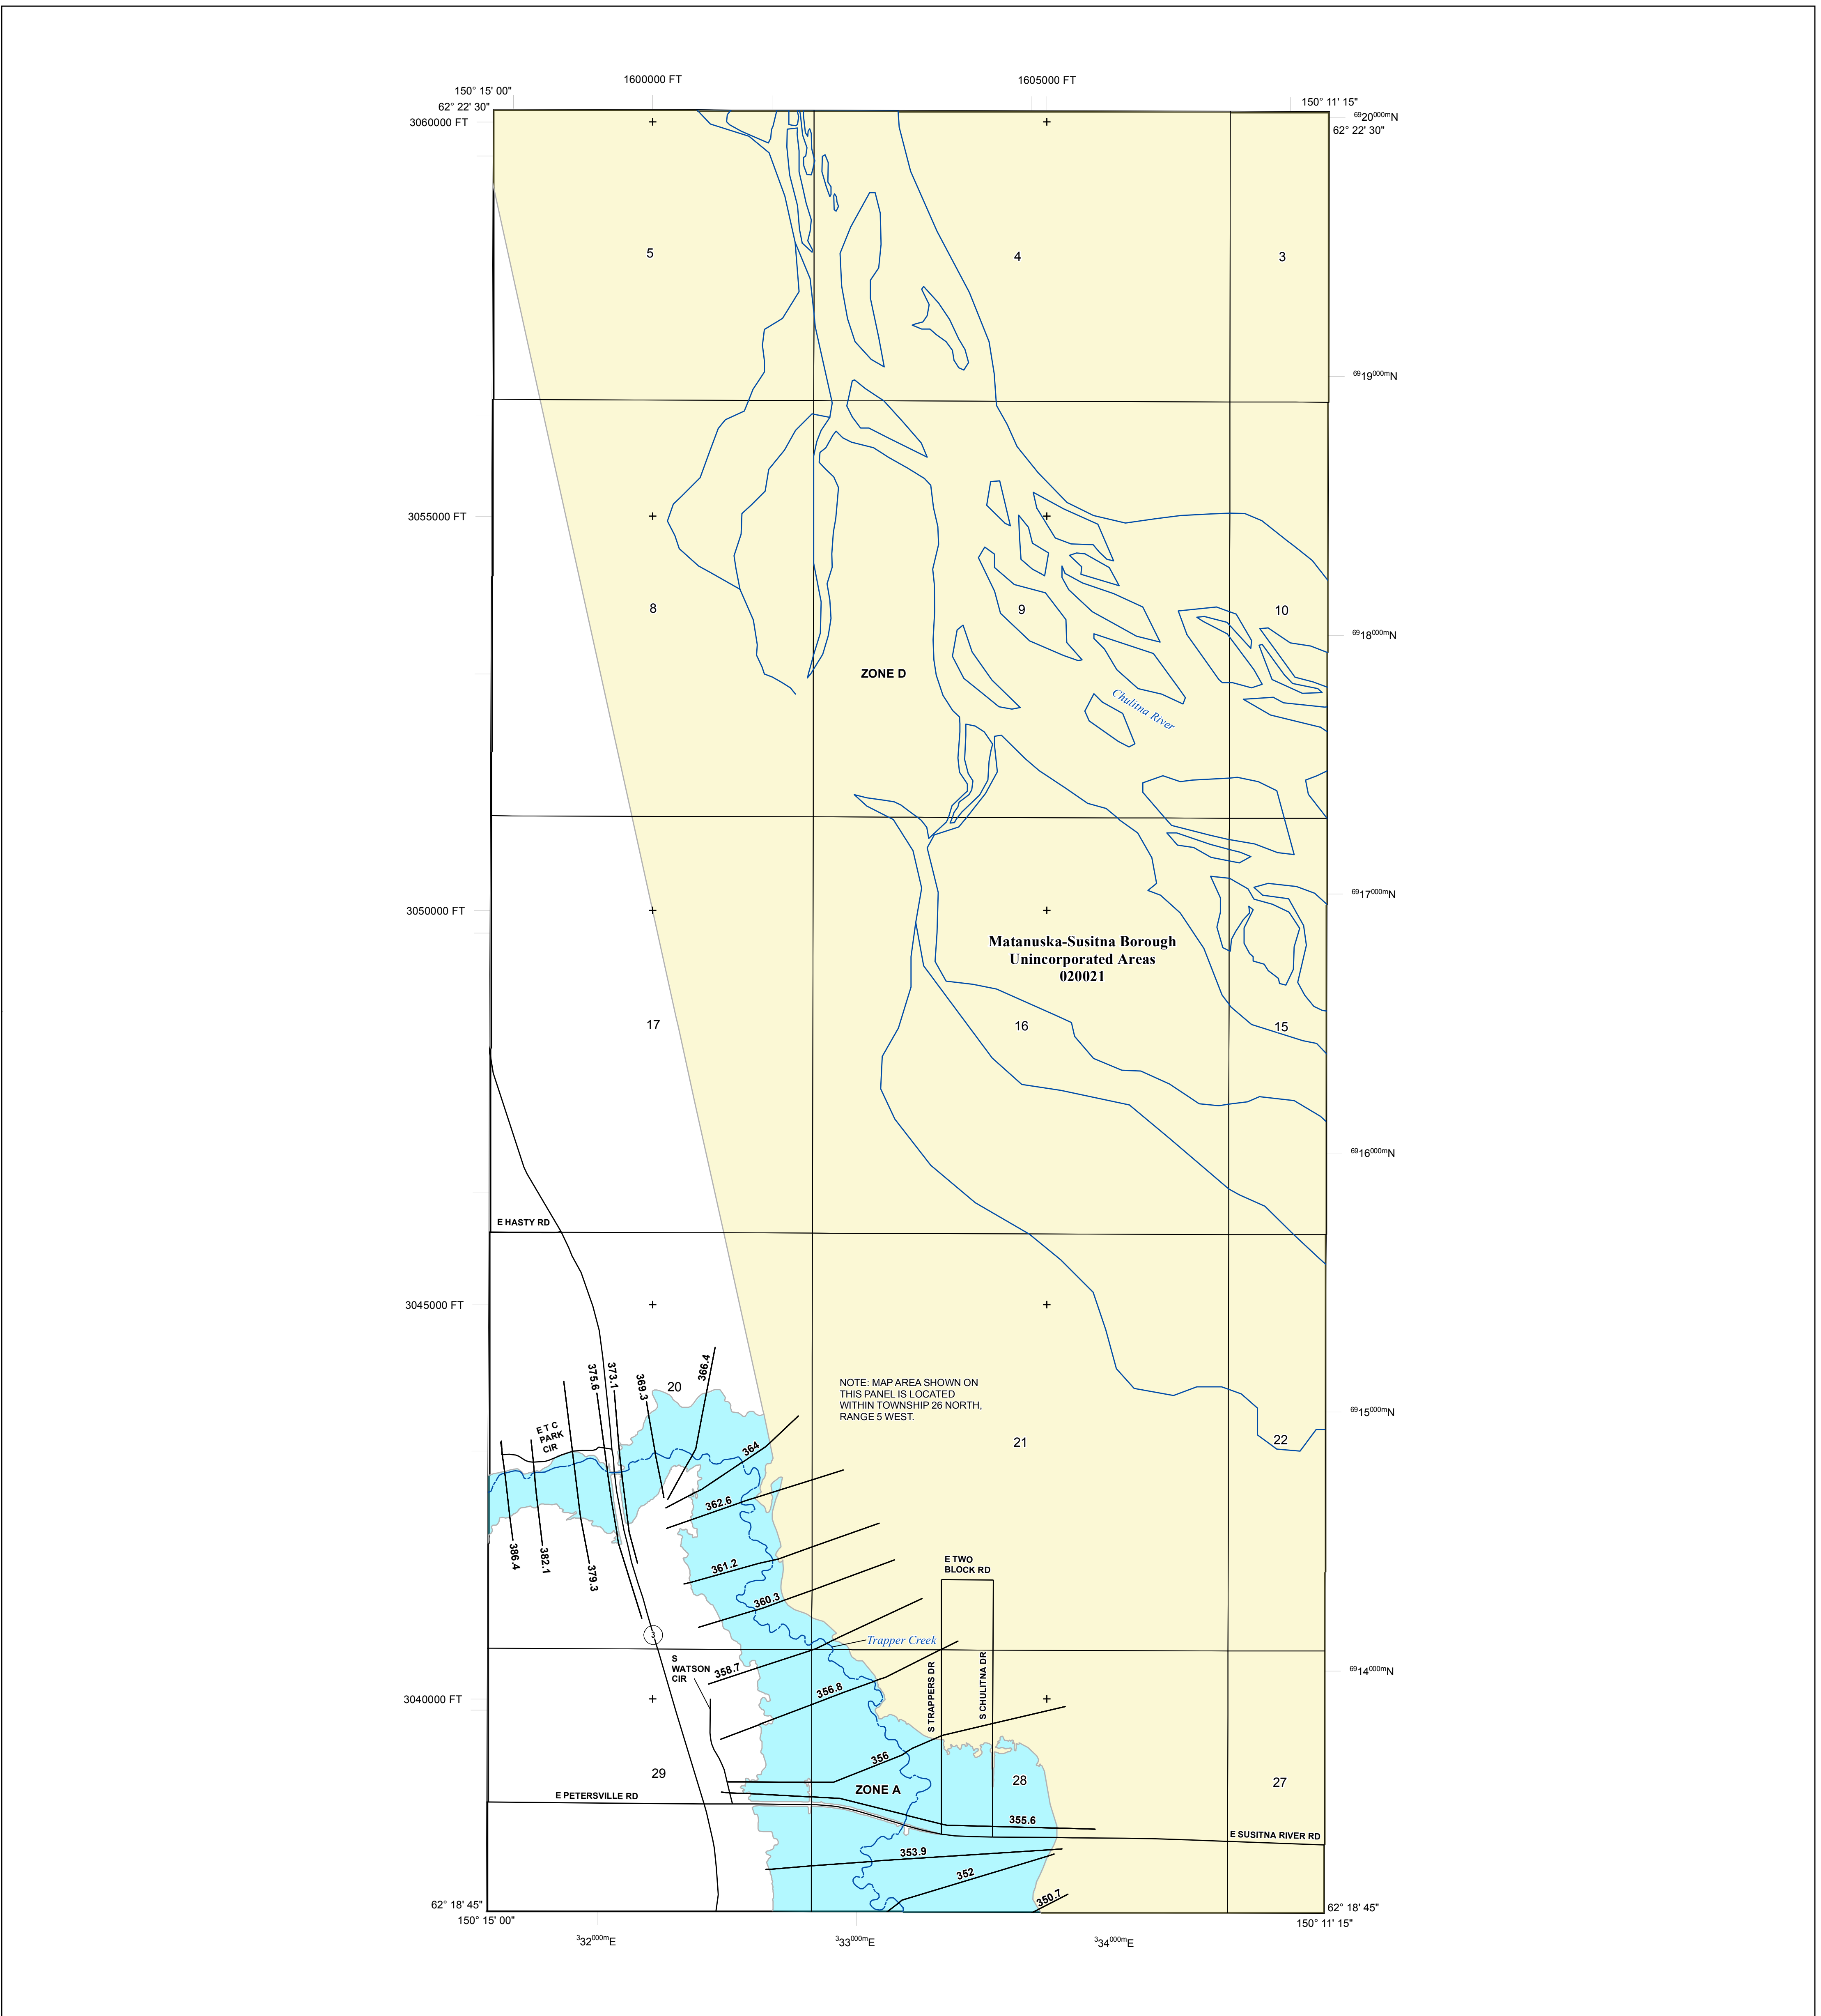 1600000 FT
1605000 FT
150° 15' 00"
62° 22' 30"
150° 11' 15"
62° 22' 30"
3060000 FT
6920000mN
5
4
3
6919000mN
3055000 FT
8
9
10
6918000mN
ZONE D
Chulitna River
6917000mN
3050000 FT
Matanuska-Susitna Borough
Unincorporated Areas
020021
17
16
15
6916000mN
E HASTY RD
3045000 FT
375.6
373.1
369.3
366.4
20
NOTE: MAP AREA SHOWN ON
THIS PANEL IS LOCATED
WITHIN TOWNSHIP 26 NORTH,
RANGE 5 WEST.
6915000mN
E T C
PARK
CIR
364
21
22
362.6
386.4
382.1
379.3
361.2
E TWO
BLOCK RD
360.3
3
Trapper Creek
S
WATSON
CIR
358.7
S TRAPPERS DR
S CHULITNA DR
6914000mN
356.8
3040000 FT
356
29
ZONE A
28
27
E PETERSVILLE RD
355.6
E SUSITNA RIVER RD
353.9
352
350.7
62° 18' 45"
150° 15' 00"
62° 18' 45"
150° 11' 15"
332000mE
333000mE
334000mE